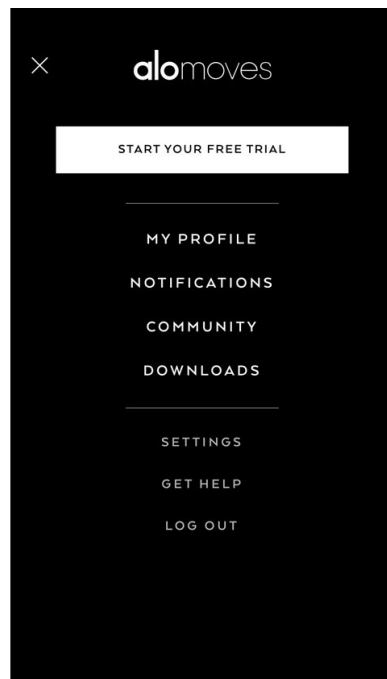 alomoves
START YOUR FREE TRIAL
MY PROFILE
NOTIFICATIONS
COMMUNITY
DOWNLOADS
SETTINGS
GET HELP
LOG OUT